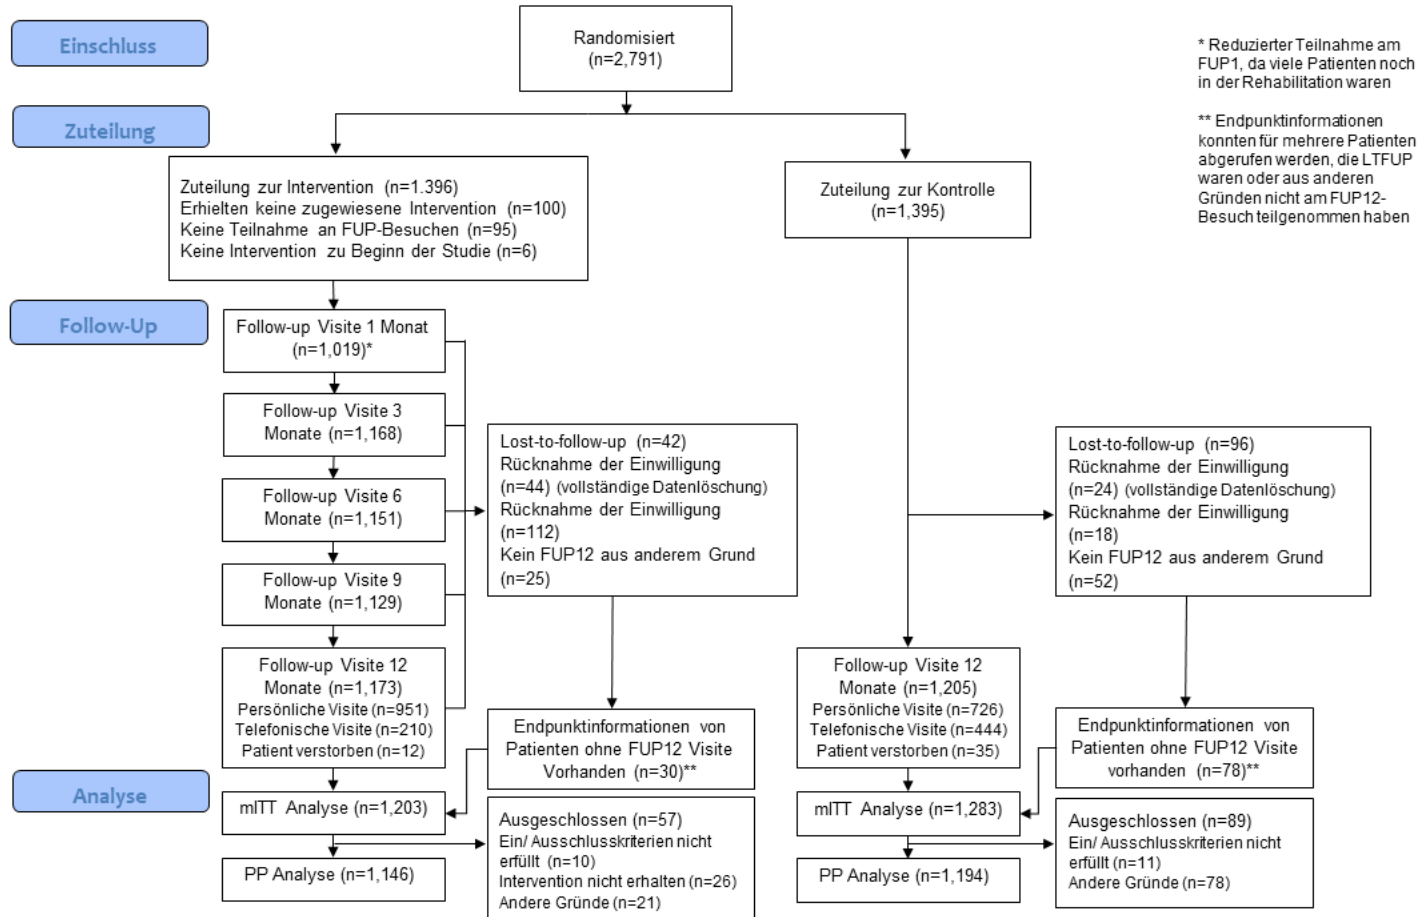 Einschluss
Randomisiert
(n=2,791)
* Reduzierter Teilnahme am
FUP1, da viele Patienten noch
in der Rehabilitation waren
** Endpunktinformationen
konnten für mehrere Patienten
abgerufen werden, die LTFUP
waren oder aus anderen
Gründen nicht am FUP12-
Besuch teilgenommen haben
Zuteilung
Zuteilung zur Intervention (n=1.396)
Erhielten keine zugewiesene Intervention (n=100)
Keine Teilnahme an FUP-Besuchen (n=95)
Keine Intervention zu Beginn der Studie (n=6)
Zuteilung zur Kontrolle
(n=1,395)
Follow-Up
Follow-up Visite 1 Monat
(n=1,019)*
Follow-up Visite 3
Monate (n=1,168)
Follow-up Visite 6
Monate (n=1,151)
Follow-up Visite 9
Monate (n=1,129)
Follow-up Visite 12
Monate (n=1,173)
Persönliche Visite (n=951)
Telefonische Visite (n=210)
Patient verstorben (n=12)
Lost-to-follow-up (n=42)
Rücknahme der Einwilligung
(n=44) (vollständige Datenlöschung)
Rücknahme der Einwilligung
(n=112)
Kein FUP12 aus anderem Grund
(n=25)
Endpunktinformationen von
Patienten ohne FUP12 Visite
Vorhanden (n=30)**
Follow-up Visite 12
Monate (n=1,205)
Persönliche Visite (n=726)
Telefonische Visite (n=444)
Patient verstorben (n=35)
Lost-to-follow-up (n=96)
Rücknahme der Einwilligung
(n=24) (vollständige Datenlöschung)
Rücknahme der Einwilligung
(n=18)
Kein FUP12 aus anderem Grund
(n=52)
Endpunktinformationen von
Patienten ohne FUP12 Visite
vorhanden (n=78)**
Analyse
mITT Analyse (n=1,203)
Ausgeschlossen (n=57)
Ein/ Ausschlusskriterien nicht
erfüllt (n=10)
Intervention nicht erhalten (n=26)
Andere Gründe (n=21)
PP Analyse (n=1,146)
mITT Analyse (n=1,283)
Ausgeschlossen (n=89)
Ein/ Ausschlusskriterien nicht
erfüllt (n=11)
Andere Gründe (n=78)
PP Analyse (n=1,194)